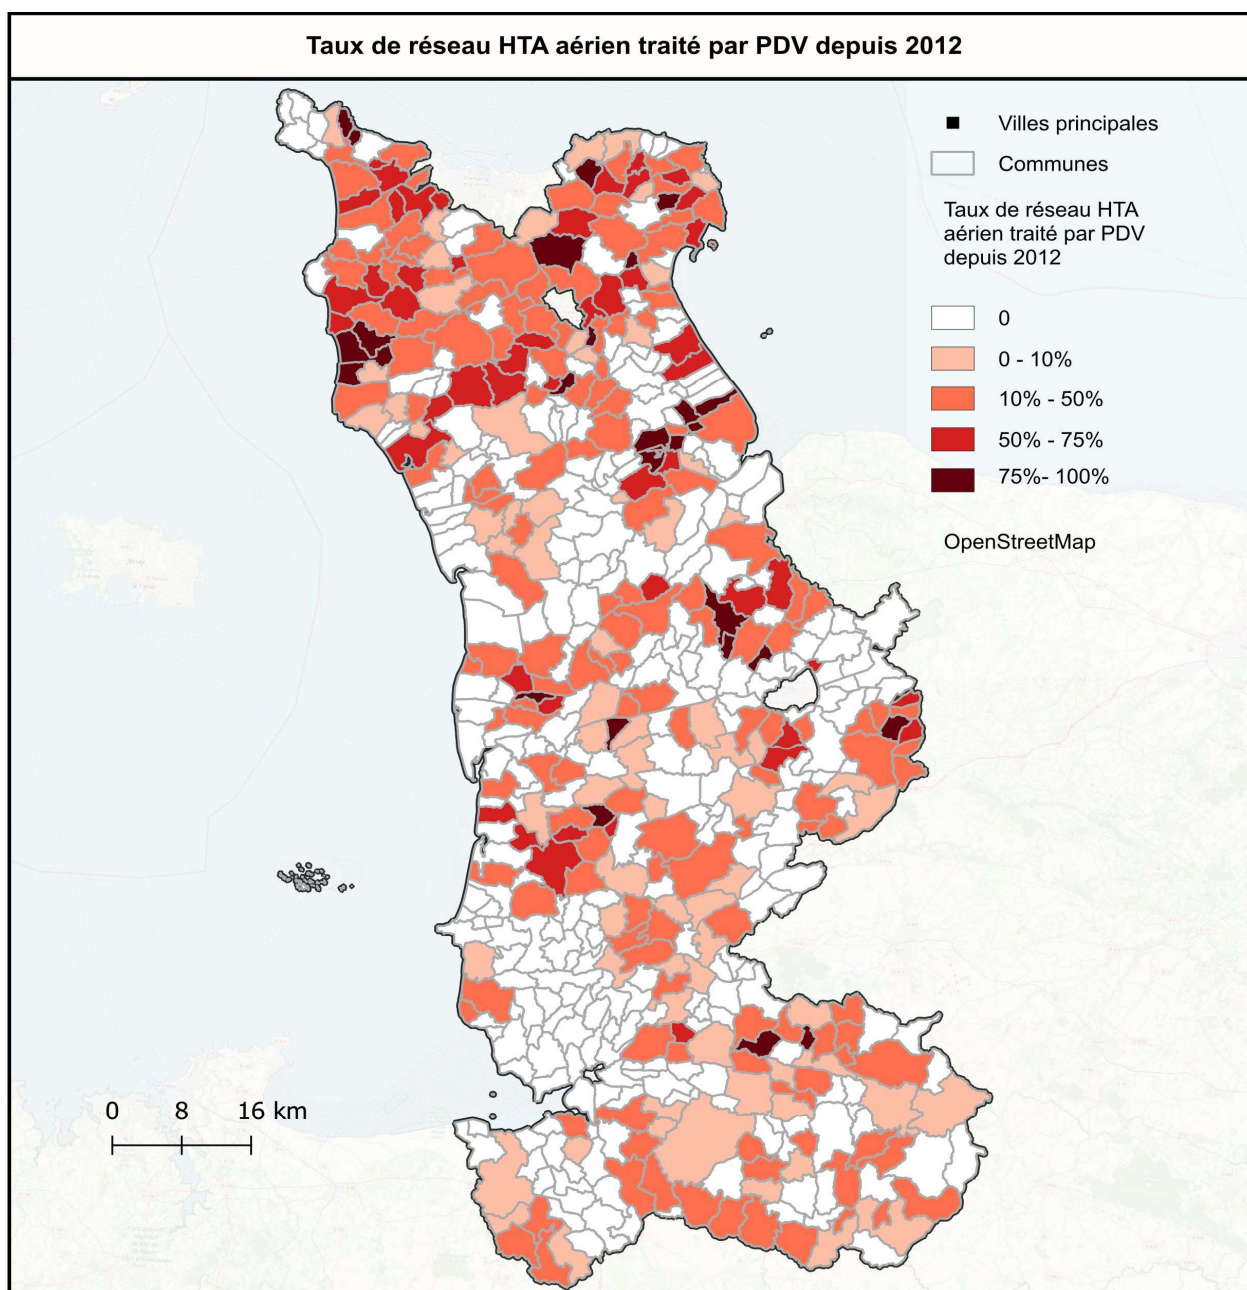 Taux de réseau HTA aérien traité par PDV depuis 2012
Villes principales
Communes
Taux de réseau HTA
aérien traité par PDV
depuis 2012
0
0 - 10%
10% - 50%
50% - 75%
75%- 100%
OpenStreetMap
0 8 16 km